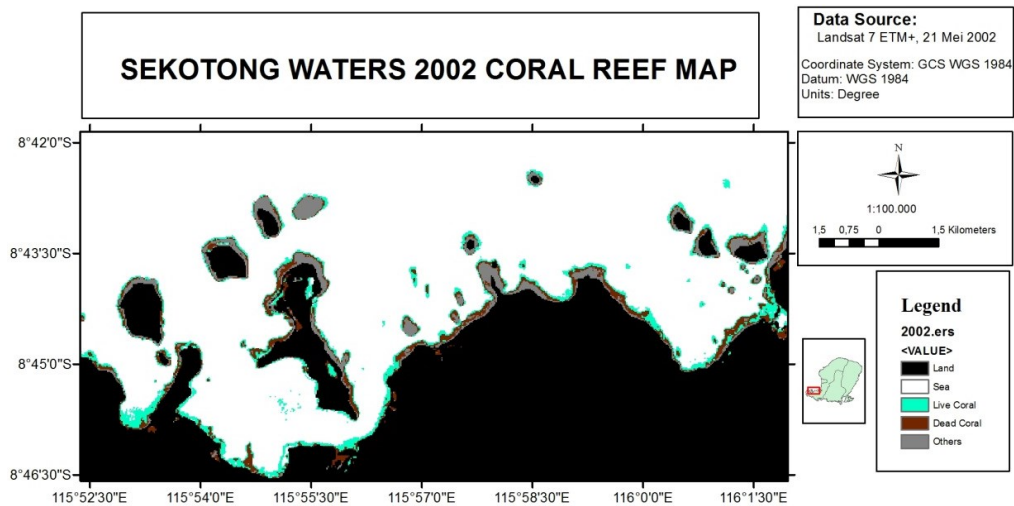 SEKOTONG WATERS 2002 CORAL REEF MAP
Data Source:
Landsat 7 ETM+, 21 Mei 2002
Coordinate System: GCS WGS 1984
Datum: WGS 1984
Units: Degree
N
1:100.000
1,5 0,75 0 1,5 Kilometers
8°42'0"S
8°43'30"S
8°45'0"S
8°46'30"S
115°52'30"E 115°54'0"E 115°55'30"E 115°57'0"E 115°58'30"E 116°0'0"E 116°1'30"E
Legend
2002.ers
<VALUE>
Land
Sea
Live Coral
Dead Coral
Others